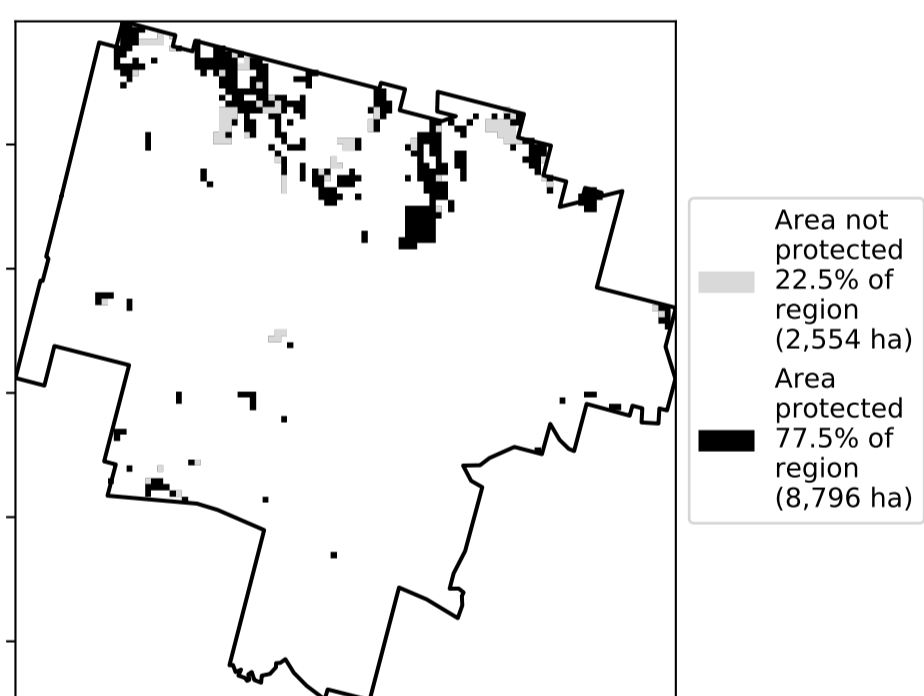 Area not
protected
22.5% of
region
(2,554 ha)
Area
protected
77.5% of
region
(8,796 ha)